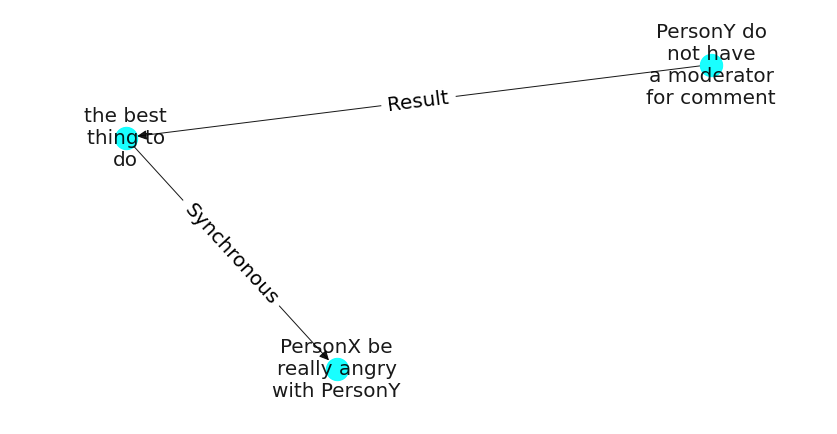 PersonY do
not have
a moderator
for comment
Result
the best
thing to
do
Synchronous
PersonX be
really angry
with PersonY